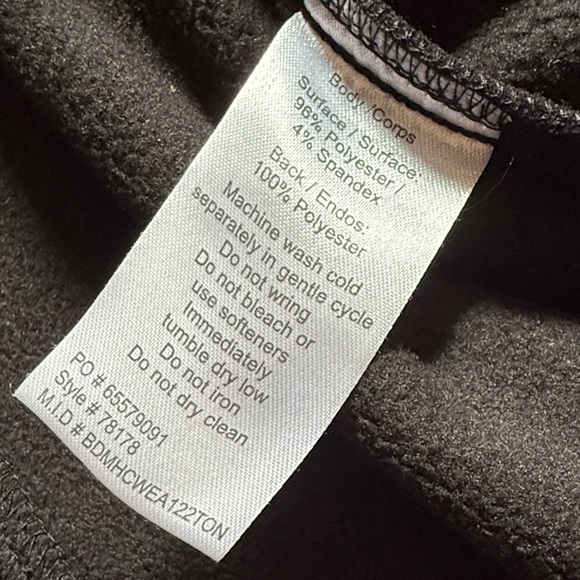 Body /Corps
Surface / Surface:
96% Polyester /
4% Spandex
Back / Endos:
100% Polyester
Machine wash cold
separately in gentle cycle
Do not wring
Do not bleach or
use softeners
Immediately
tumble dry low
Do not iron
Do not dry clean
PO # 65579091
Style # 78178
M.I.D # BDMHCWEA122TON